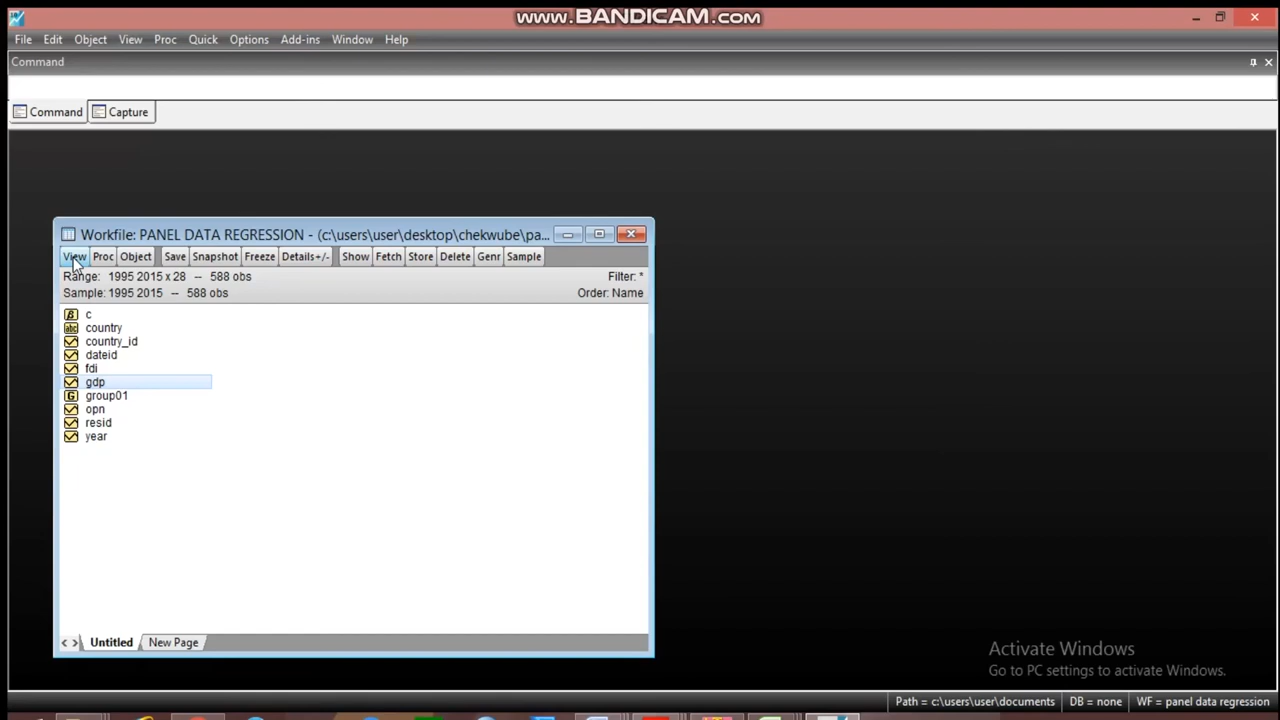 www.BANDICAM.com
File Edit Object View Proc Quick Options Add-ins Window Help
Command
Command Capture
Workfile: PANEL DATA REGRESSION - (c:\users\user\desktop\chekwube\pa...
View Proc Object Save Snapshot Freeze Details+/- Show Fetch Store Delete Genr Sample
Range: 1995 2015 x 28 -- 588 obs Filter: *
Sample: 1995 2015 -- 588 obs Order: Name
β c
abc country
country_id
dateid
fdi
gdp
G group01
opn
resid
year
< > Untitled New Page
Activate Windows
Go to PC settings to activate Windows.
Path = c:\users\user\documents DB = none WF = panel data regression